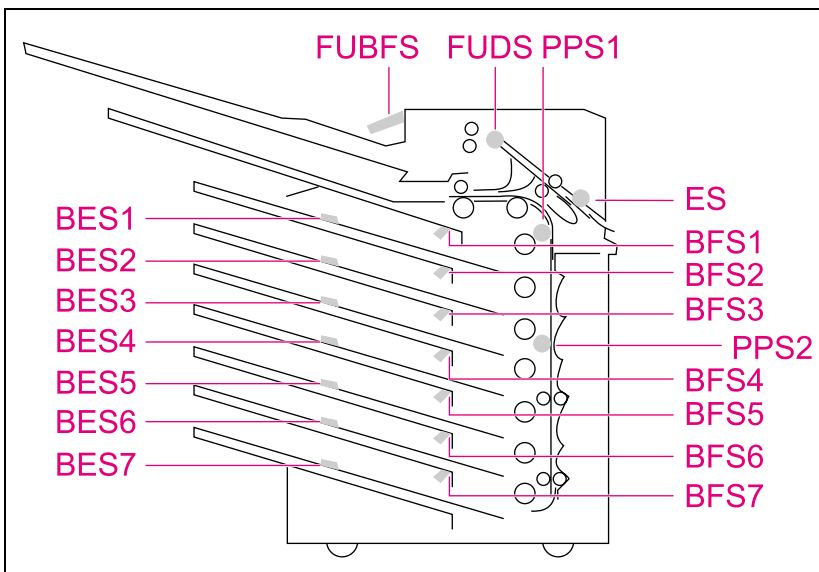 FUBFS FUDS PPS1
ES
BES1
BFS1
BES2
BFS2
BES3
BFS3
BES4
PPS2
BFS4
BES5
BFS5
BES6
BFS6
BES7
BFS7